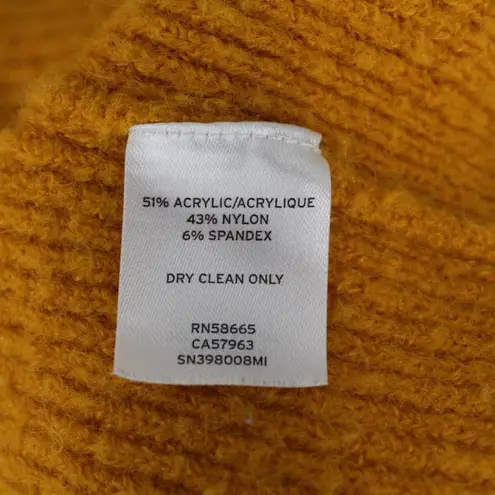 51% ACRYLIC/ACRYLIQUE
43% NYLON
6% SPANDEX
DRY CLEAN ONLY
RN58665
CA57963
SN398008MI